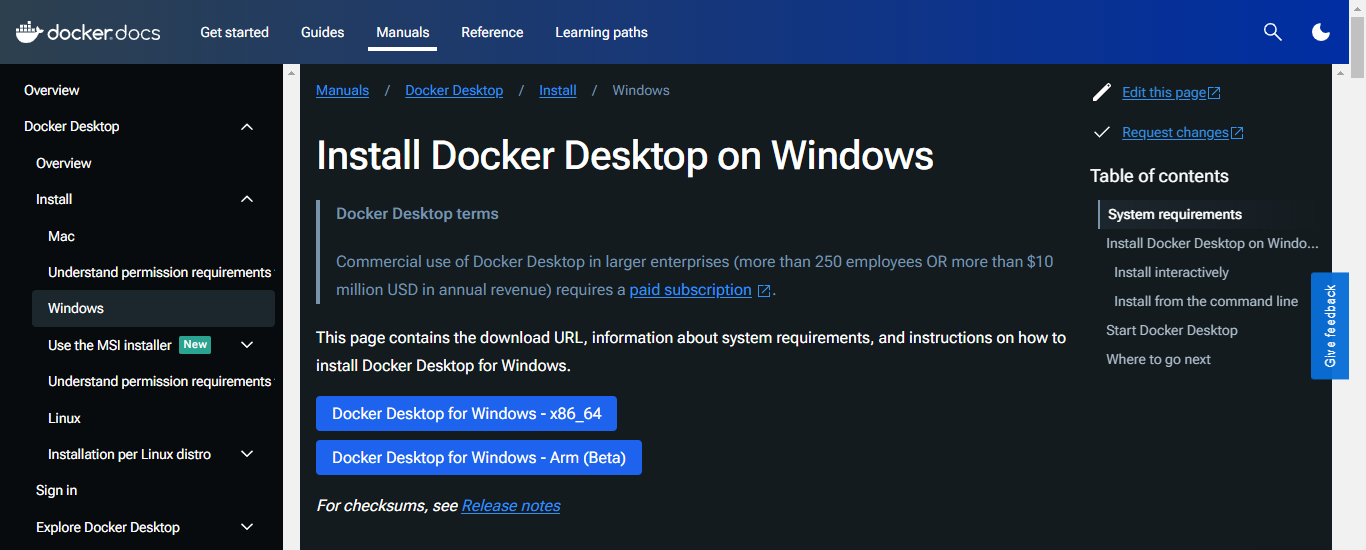 docker.docs
Get started
Guides
Manuals
Reference
Learning paths
Overview
Docker Desktop
Overview
Install
Mac
Understand permission requirements
Windows
Use the MSI installer New
Understand permission requirements
Linux
Installation per Linux distro
Sign in
Explore Docker Desktop
Manuals / Docker Desktop / Install / Windows
Install Docker Desktop on Windows
Docker Desktop terms
Commercial use of Docker Desktop in larger enterprises (more than 250 employees OR more than $10
million USD in annual revenue) requires a paid subscription .
This page contains the download URL, information about system requirements, and instructions on how to
install Docker Desktop for Windows.
Docker Desktop for Windows - x86_64
Docker Desktop for Windows - Arm (Beta)
For checksums, see Release notes
Edit this page
Request changes
Table of contents
System requirements
Install Docker Desktop on Windo...
Install interactively
Install from the command line
Start Docker Desktop
Where to go next
Give feedback